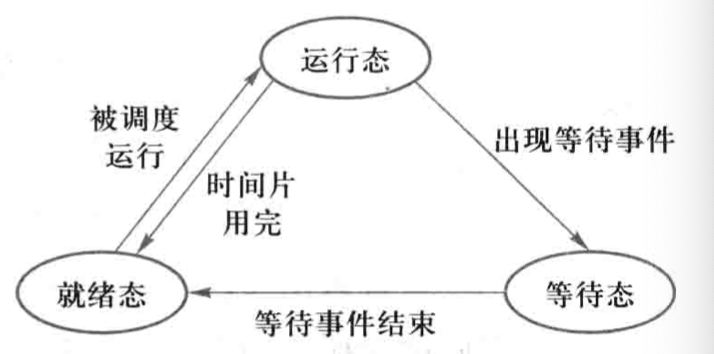 运行态
被调度
运行
出现等待事件
时间片
用完
就绪态
等待态
等待事件结束